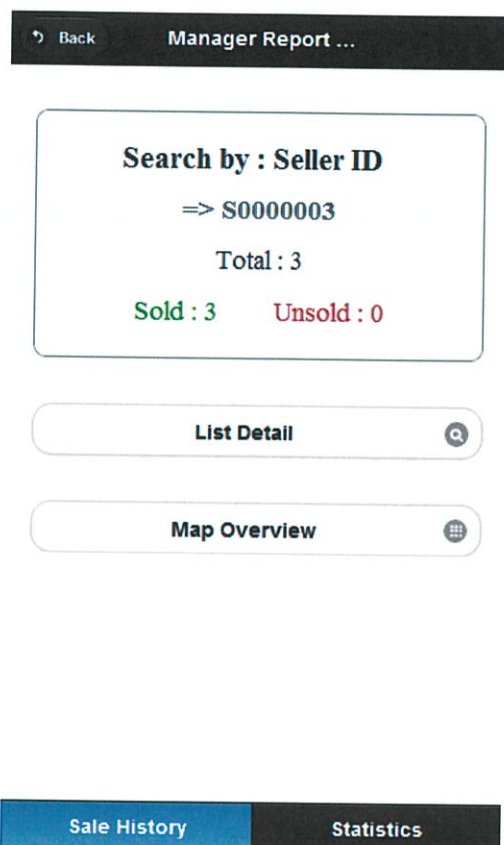 Back Manager Report ...
Search by : Seller ID
=> S0000003
Total : 3
Sold : 3 Unsold : 0
List Detail
Map Overview
Sale History Statistics